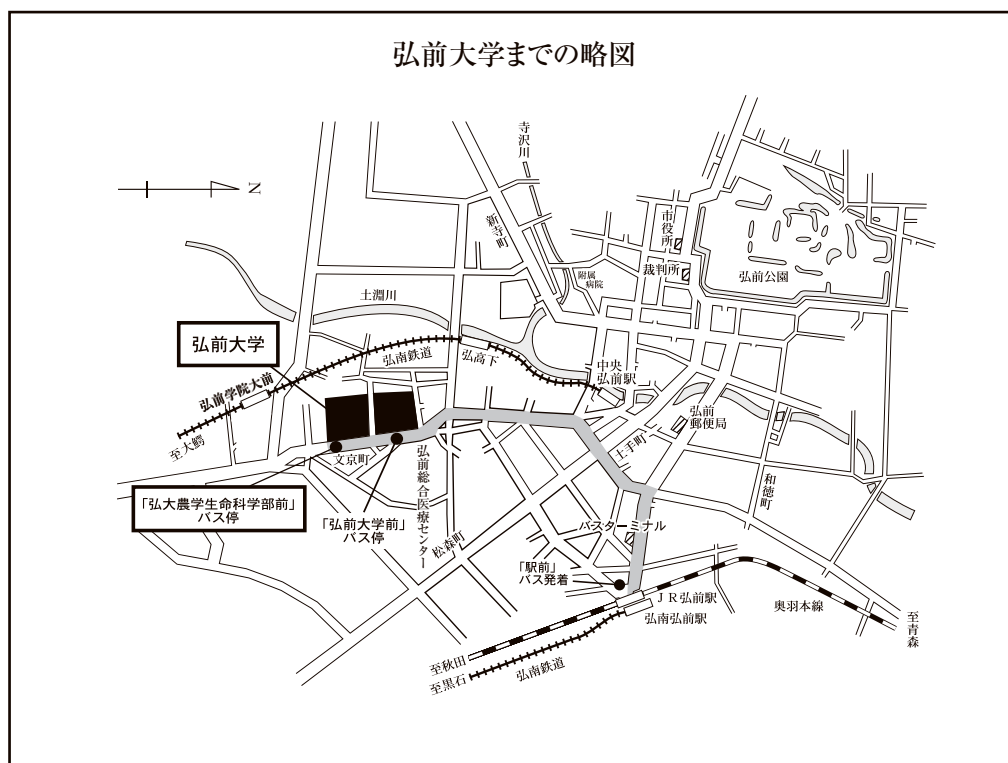 弘前大学までの略図
寺沢川
N
新寺町
市役所
裁判所
弘前公園
附属
病院
土淵川
弘前大学
弘南鉄道
弘高下
中央
弘前駅
弘前学院大前
至大鰐
弘前
郵便局
土手町
文京町
弘前総合医療センター
和徳町
「弘大農学生命科学部前」
バス停
「弘前大学前」
バス停
松森町
バスターミナル
「駅前」
バス発着
ＪＲ弘前駅
弘南弘前駅
奥羽本線
至青森
至秋田
至黒石
弘南鉄道